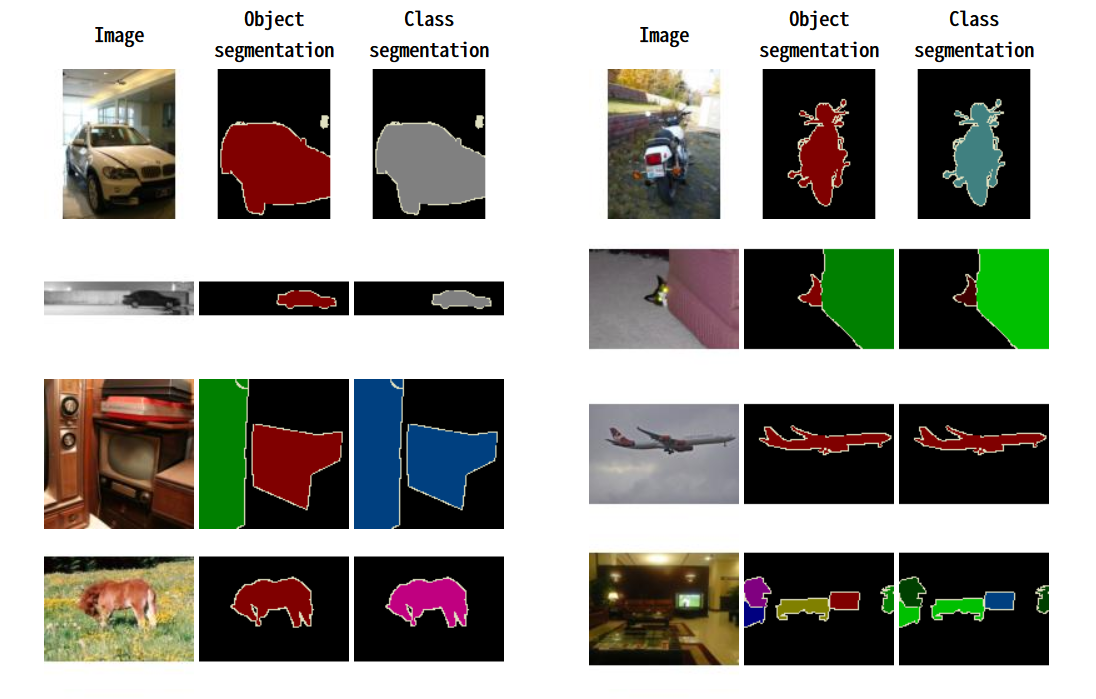 Image
Object
segmentation
Class
segmentation
Image
Object
segmentation
Class
segmentation